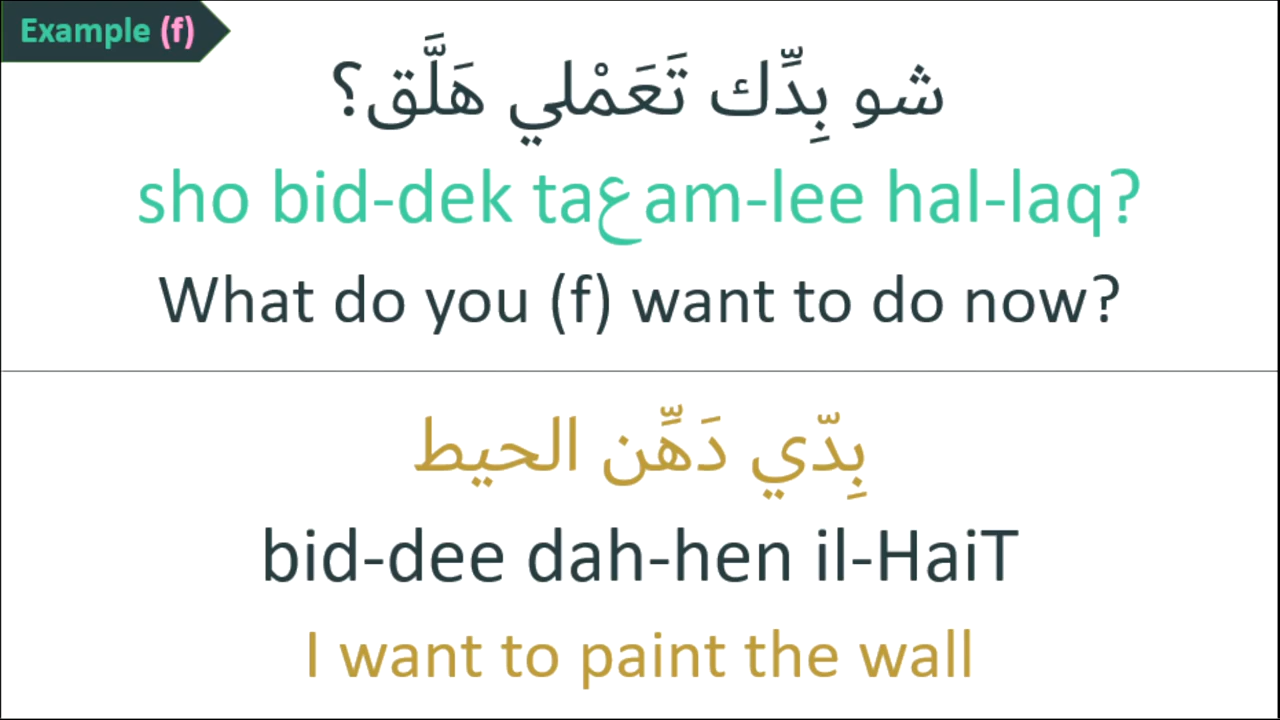 Example (f)
شو بِدِّك تَعَمْلي هَلَّق؟
sho bid-dek taعam-lee hal-laq?
What do you (f) want to do now?
بِدّي دَهِّن الحيط
bid-dee dah-hen il-HaiT
I want to paint the wall